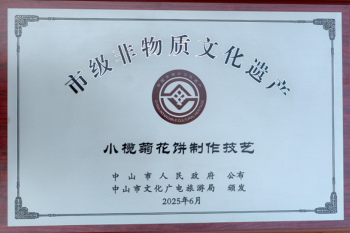 市级非物质文化遗产
小榄菊花饼制作技艺
中山市人民政府 公布
中山市文化广电旅游局 颁发
2025年6月